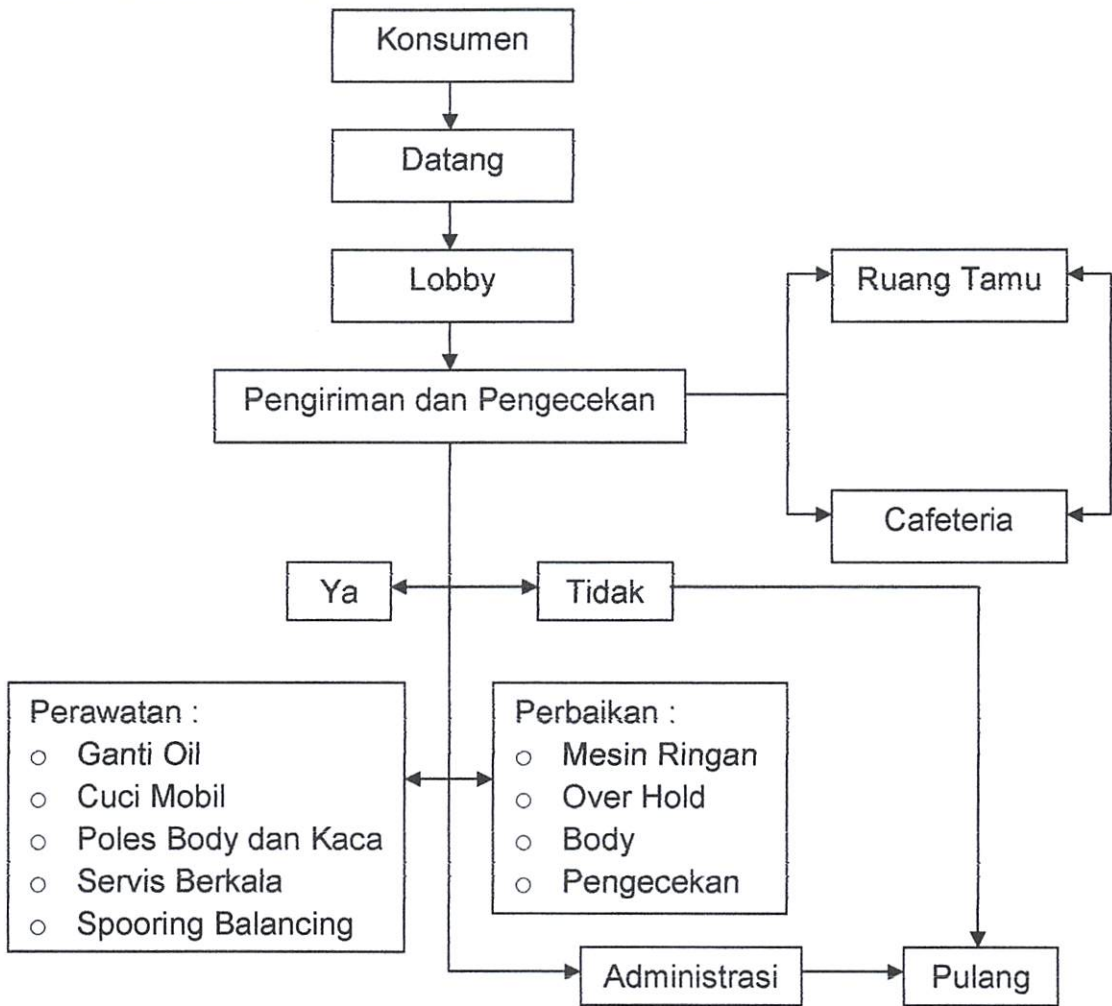 Konsumen
Datang
Lobby
Ruang Tamu
Pengiriman dan Pengecekan
Cafeteria
Ya
Tidak
Perawatan :
○ Ganti Oil
○ Cuci Mobil
○ Poles Body dan Kaca
○ Servis Berkala
○ Spooring Balancing
Perbaikan :
○ Mesin Ringan
○ Over Hold
○ Body
○ Pengecekan
Administrasi
Pulang